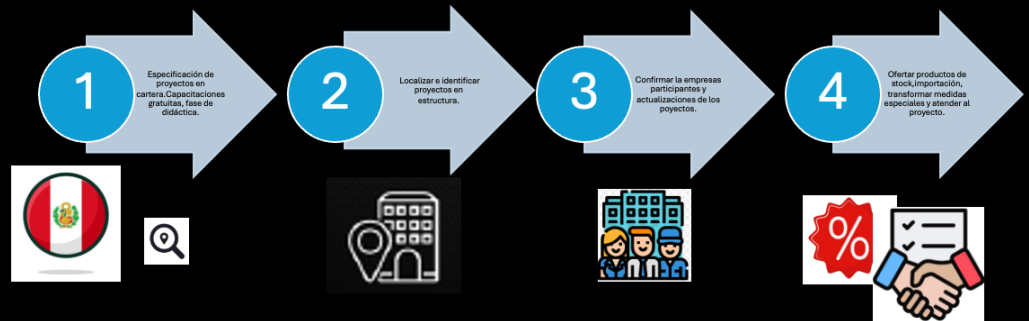 1
Especificación de
proyectos en
cartera.Capacitaciones
gratuitas, fase de
didáctica.
2
Localizar e identificar
proyectos en
estructura.
3
Confirmar la empresas
participantes y
actualizaciones de los
poyectos.
4
Ofertar productos de
stock,importación,
transformar medidas
especiales y atender al
proyecto.
%